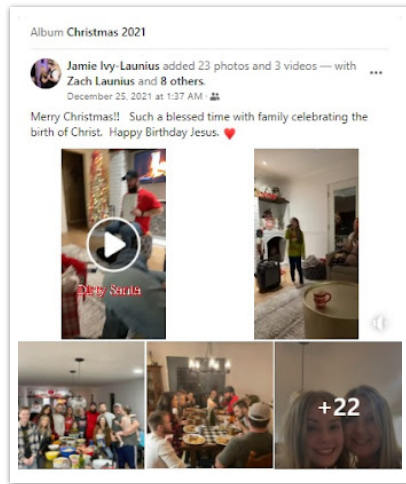 Album Christmas 2021
Jamie Ivy-Launius added 23 photos and 3 videos — with
Zach Launius and 8 others.
December 25, 2021 at 1:37 AM ·
Merry Christmas!! Such a blessed time with family celebrating the
birth of Christ. Happy Birthday Jesus. ❤️
Dirty Santa
+22